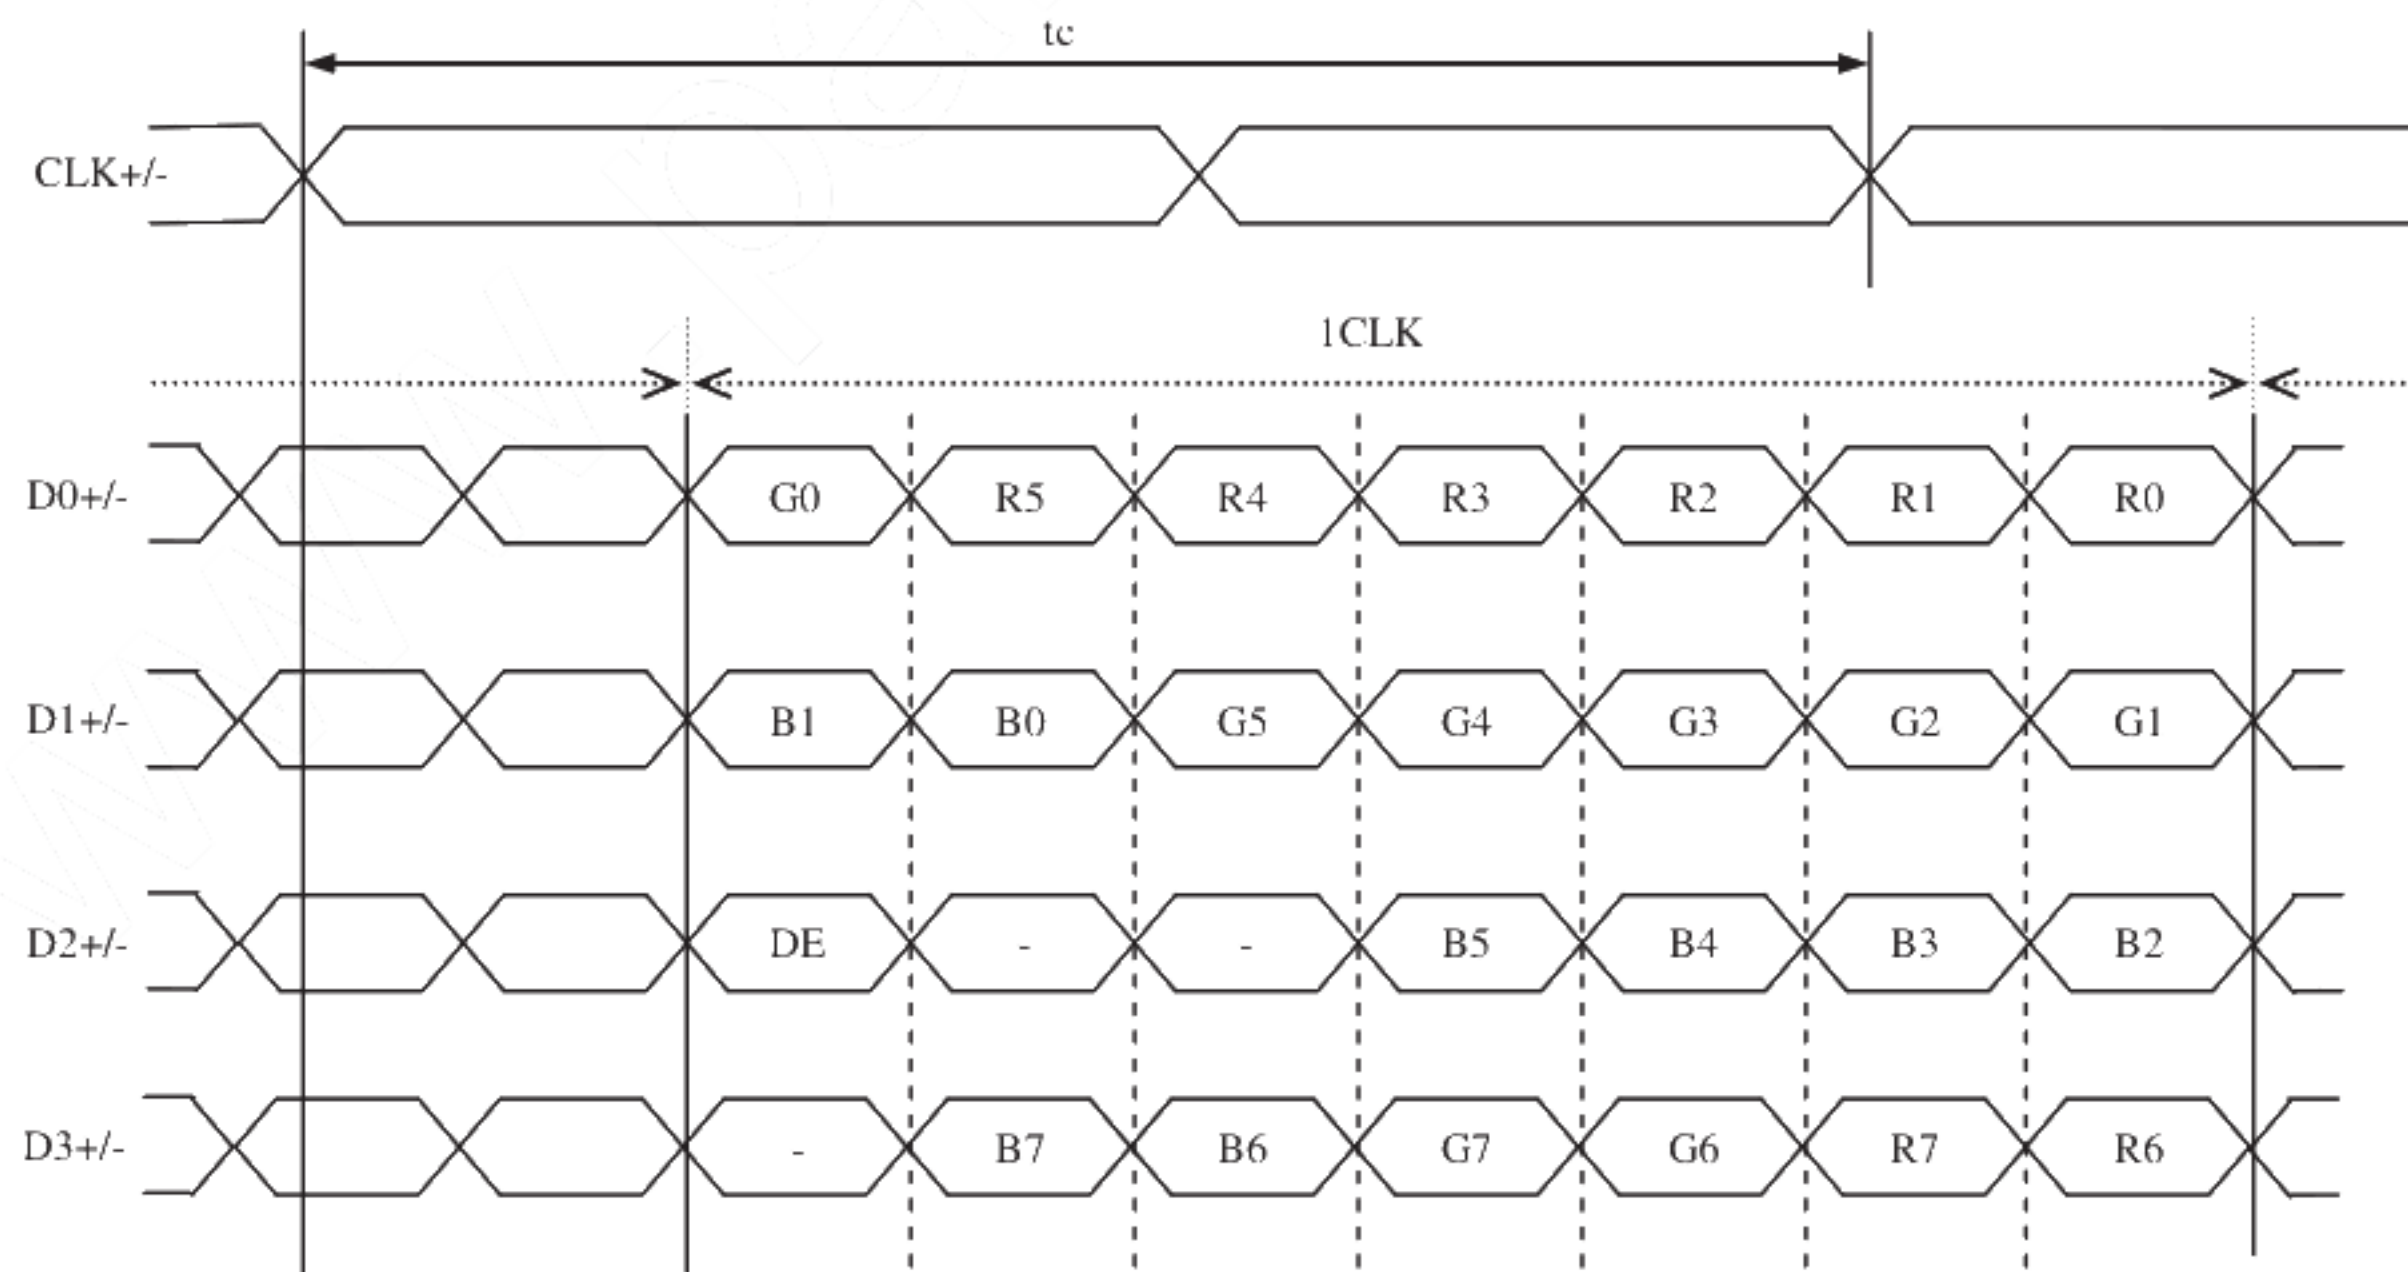 tc
CLK+/-
1CLK
D0+/- G0 R5 R4 R3 R2 R1 R0
D1+/- B1 B0 G5 G4 G3 G2 G1
D2+/- DE - - B5 B4 B3 B2
D3+/- - B7 B6 G7 G6 R7 R6